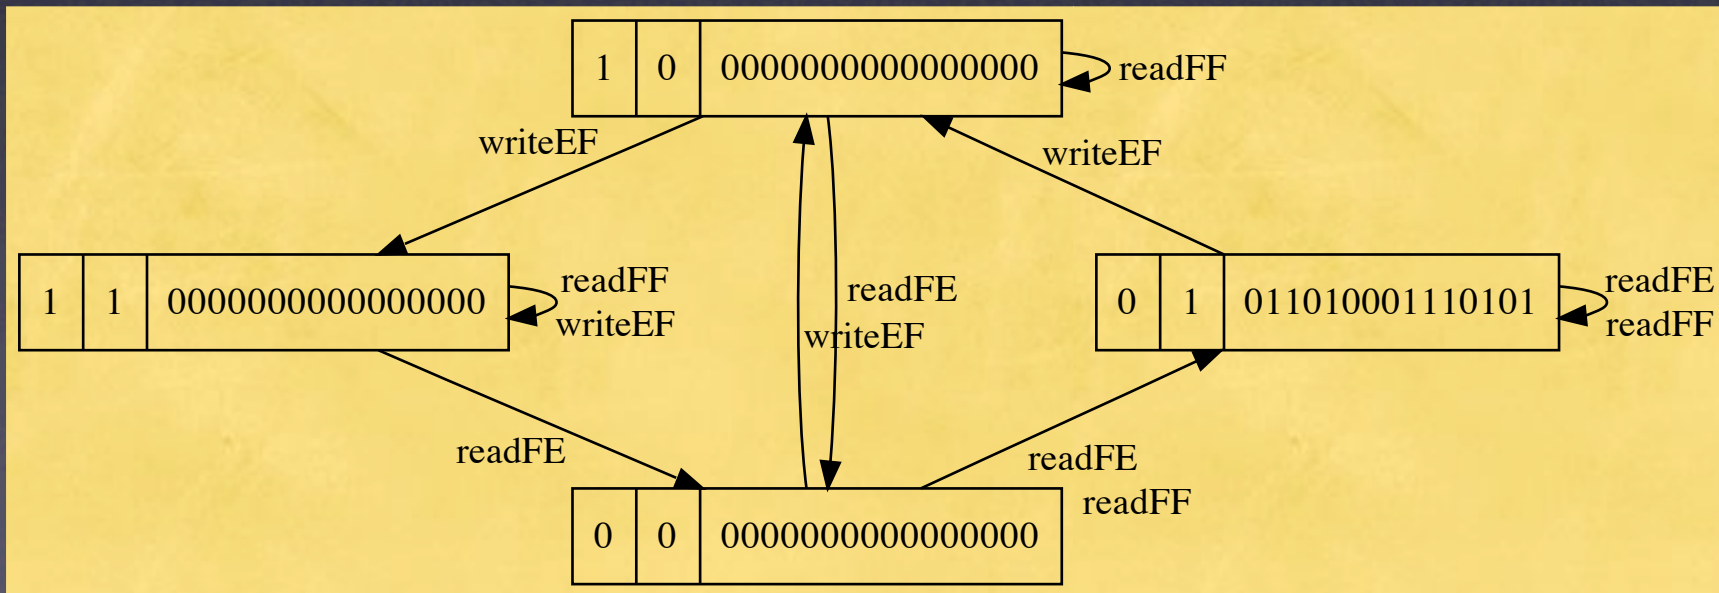 1 0 0000000000000000 readFF
writeEF
writeEF
1 1 0000000000000000 readFF
writeEF
readFE
writeEF
0 1 011010001110101 readFE
readFF
readFE
readFE
readFF
0 0 0000000000000000